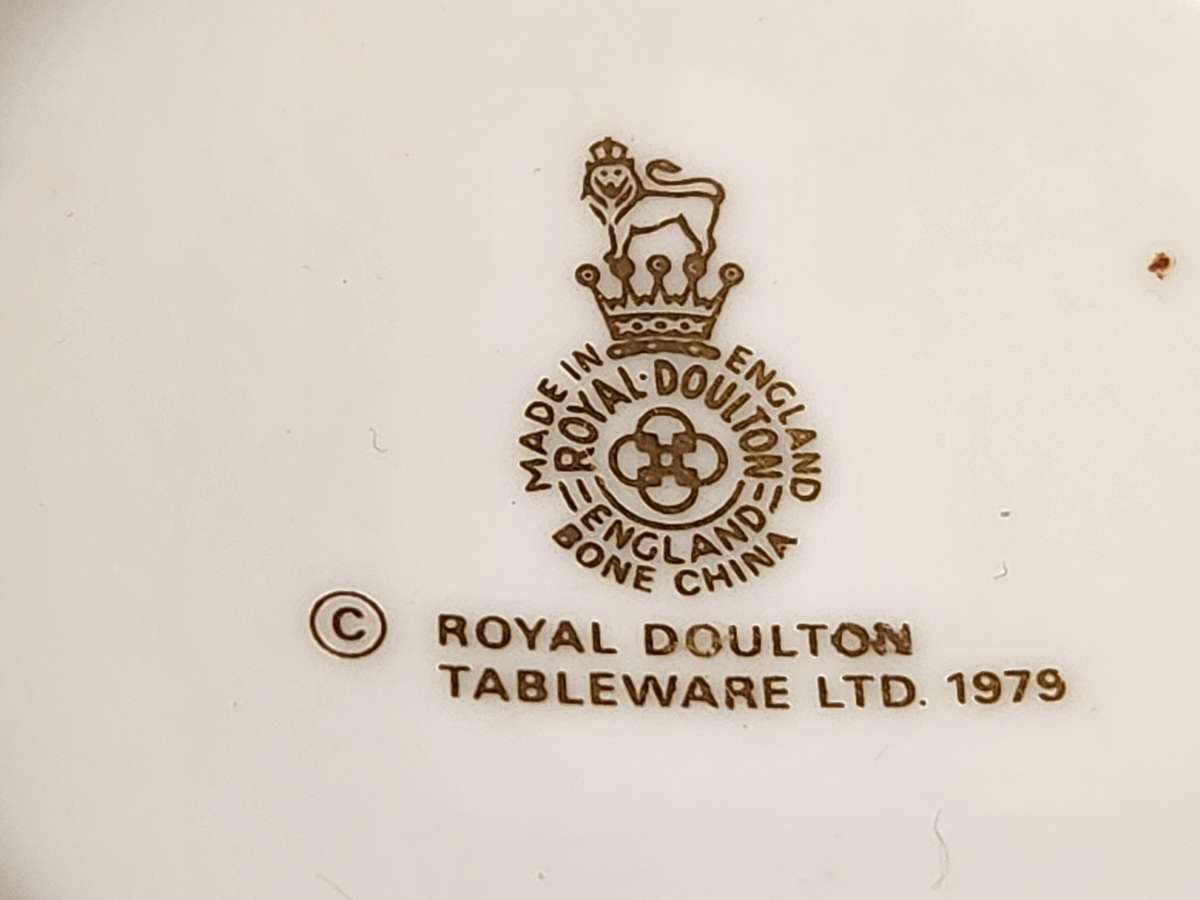 MADE IN ENGLAND
ROYAL·DOULTON
ENGLAND
BONE CHINA
© ROYAL DOULTON
TABLEWARE LTD. 1979